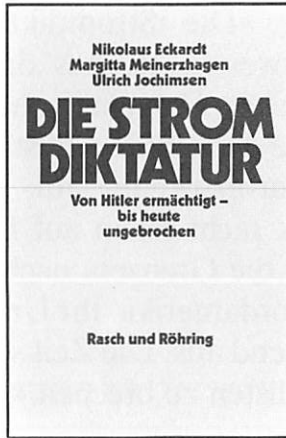 Nikolaus Eckardt
Margitta Meinerzhagen
Ulrich Jochimsen
DIE STROM
DIKTATUR
Von Hitler ermächtigt –
bis heute
ungebrochen
Rasch und Röhring